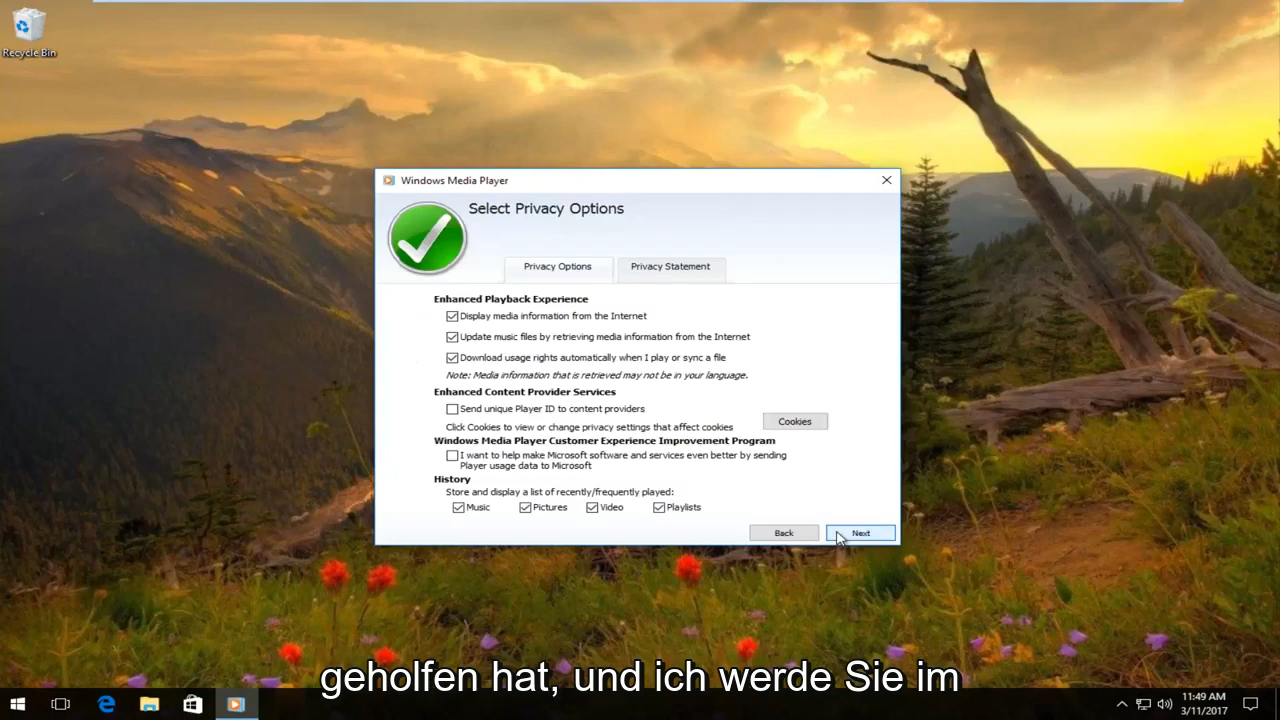 Recycle Bin
Windows Media Player
Select Privacy Options
Privacy Options
Privacy Statement
Enhanced Playback Experience
Display media information from the Internet
Update music files by retrieving media information from the Internet
Download usage rights automatically when I play or sync a file
Note: Media information that is retrieved may not be in your language.
Enhanced Content Provider Services
Send unique Player ID to content providers
Click Cookies to view or change privacy settings that affect cookies
Cookies
Windows Media Player Customer Experience Improvement Program
I want to help make Microsoft software and services even better by sending
Player usage data to Microsoft
History
Store and display a list of recently/frequently played:
Music Pictures Video Playlists
Back Next
geholfen hat, und ich werde Sie im
11:49 AM
3/11/2017